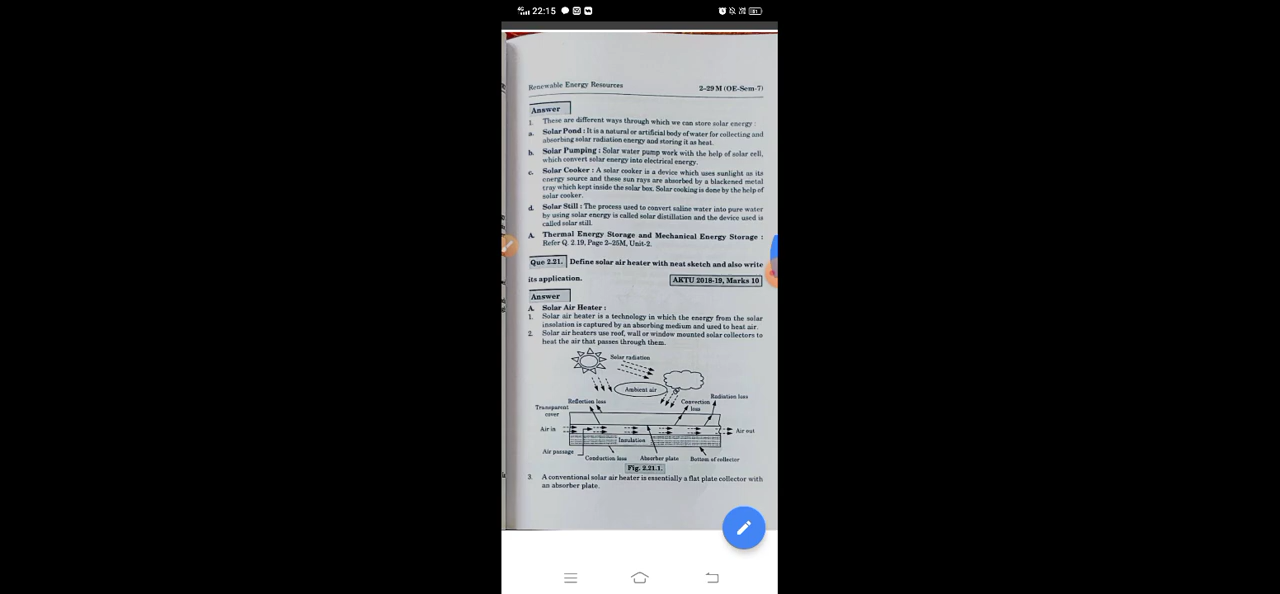 4G 22:15 81
Renewable Energy Resources 2–29 M (OE-Sem-7)
Answer
1. These are different ways through which we can store solar energy :
a. Solar Pond : It is a natural or artificial body of water for collecting and
absorbing solar radiation energy and storing it as heat.
b. Solar Pumping : Solar water pump work with the help of solar cell,
which convert solar energy into electrical energy.
c. Solar Cooker : A solar cooker is a device which uses sunlight as its
energy source and these sun rays are absorbed by a blackened metal
tray which kept inside the solar box. Solar cooking is done by the help of
solar cooker.
d. Solar Still : The process used to convert saline water into pure water
by using solar energy is called solar distillation and the device used is
called solar still.
A. Thermal Energy Storage and Mechanical Energy Storage :
Refer Q. 2.19, Page 2–25M, Unit-2.
Que 2.21. Define solar air heater with neat sketch and also write
its application. AKTU 2018-19, Marks 10
Answer
A. Solar Air Heater :
1. Solar air heater is a technology in which the energy from the solar
insolation is captured by an absorbing medium and used to heat air.
2. Solar air heaters use roof, wall or window mounted solar collectors to
heat the air that passes through them.
Solar radiation
Ambient air
Radiation loss
Reflection loss Convection
loss
Transparent
cover
Air in Air out
Insulation
Air passage
Conduction loss Absorber plate Bottom of collector
Fig. 2.21.1.
3. A conventional solar air heater is essentially a flat plate collector with
an absorber plate.